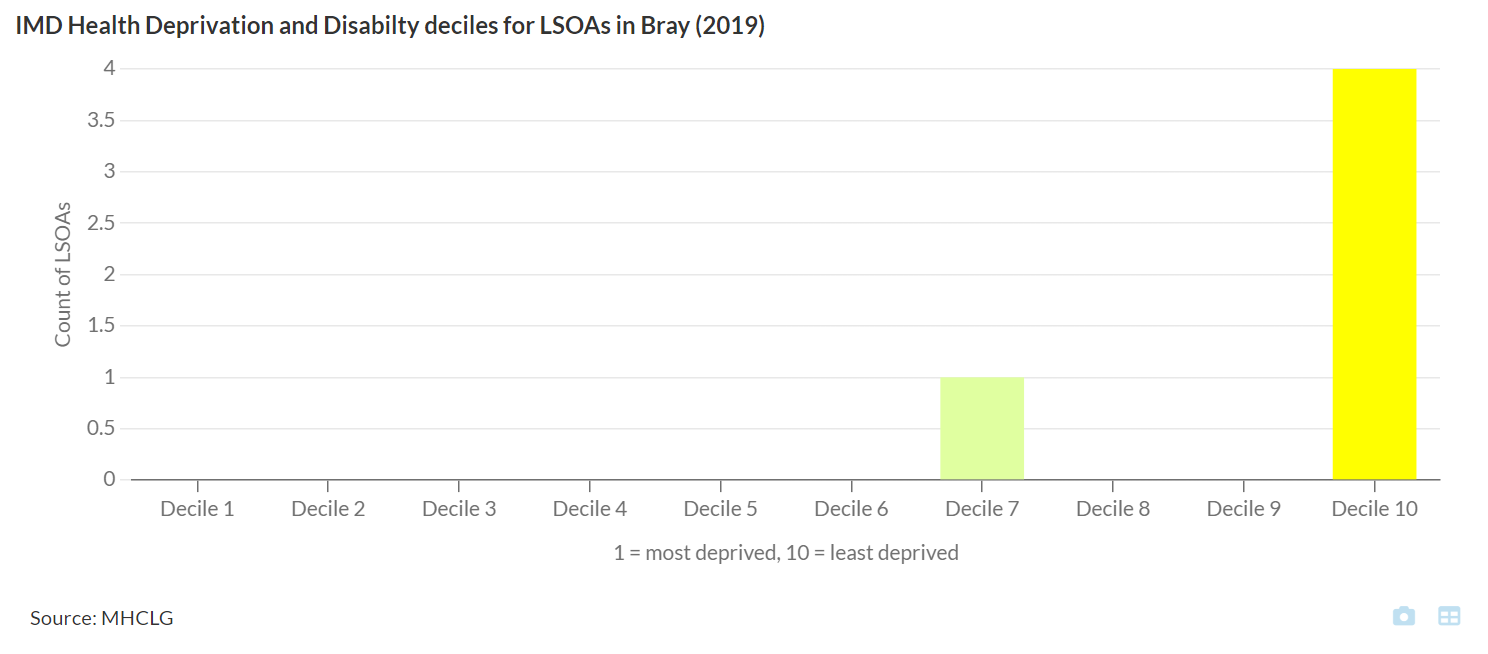 IMD Health Deprivation and Disabilty deciles for LSOAs in Bray (2019)
4
3.5
3
2.5
2
1.5
1
0.5
0
Count of LSOAs
Decile 1 Decile 2 Decile 3 Decile 4 Decile 5 Decile 6 Decile 7 Decile 8 Decile 9 Decile 10
1 = most deprived, 10 = least deprived
Source: MHCLG